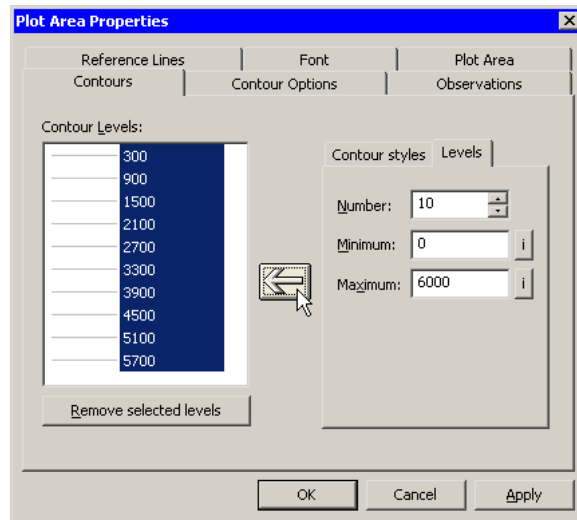 Plot Area Properties
Reference Lines
Font
Plot Area
Contours
Contour Options
Observations
Contour Levels:
300
900
1500
2100
2700
3300
3900
4500
5100
5700
Remove selected levels
Contour styles
Levels
Number:
10
Minimum:
0
i
Maximum:
6000
i
OK
Cancel
Apply